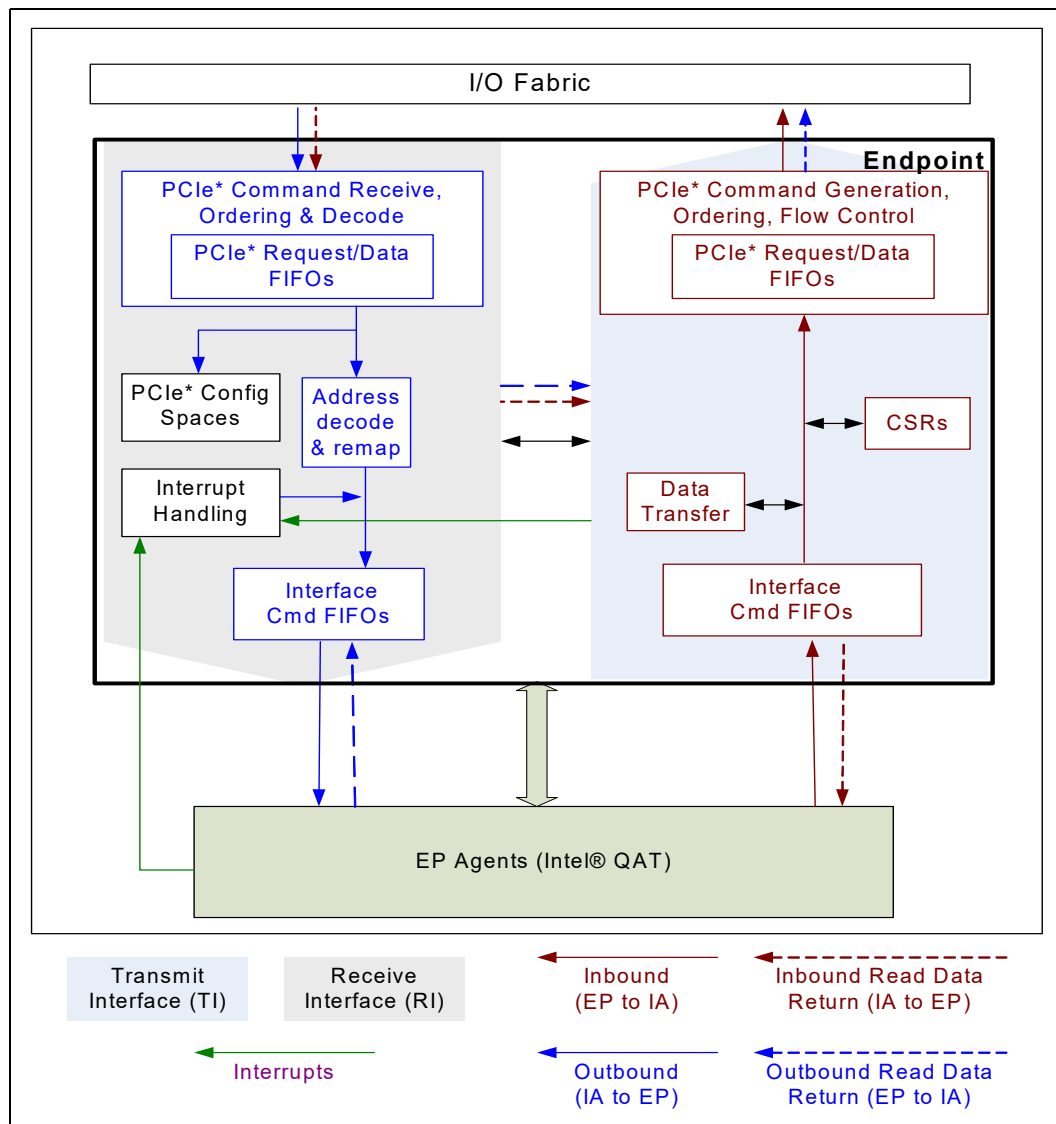 I/O Fabric
Endpoint
PCIe* Command Receive,
Ordering & Decode
PCIe* Request/Data
FIFOs
PCIe* Command Generation,
Ordering, Flow Control
PCIe* Request/Data
FIFOs
PCIe* Config
Spaces
Address
decode
& remap
CSRs
Interrupt
Handling
Data
Transfer
Interface
Cmd FIFOs
Interface
Cmd FIFOs
EP Agents (Intel® QAT)
Transmit
Interface (TI)
Receive
Interface (RI)
Inbound
(EP to IA)
Inbound Read Data
Return (IA to EP)
Interrupts
Outbound
(IA to EP)
Outbound Read Data
Return (EP to IA)